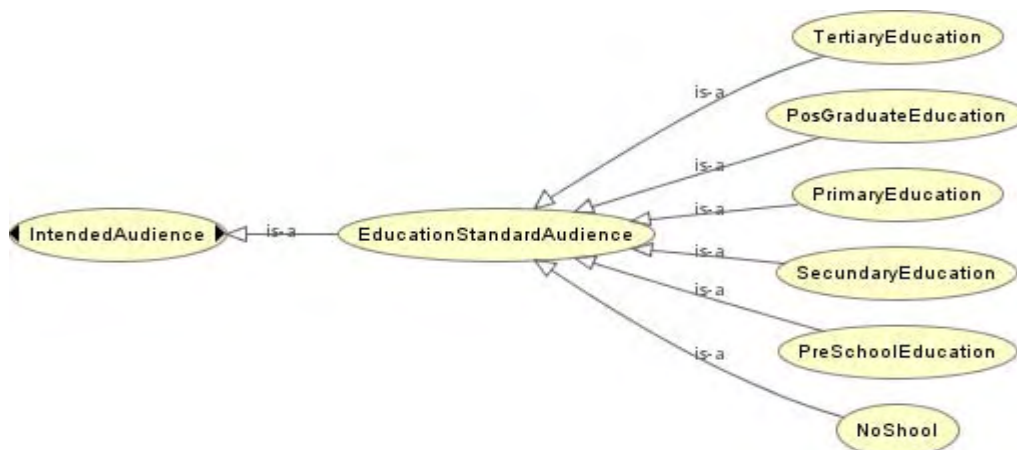 TertiaryEducation
is-a
PosGraduateEducation
is-a
PrimaryEducation
is-a
IntendedAudience
is-a
EducationStandardAudience
is-a
SecundaryEducation
is-a
PreSchoolEducation
is-a
NoShool